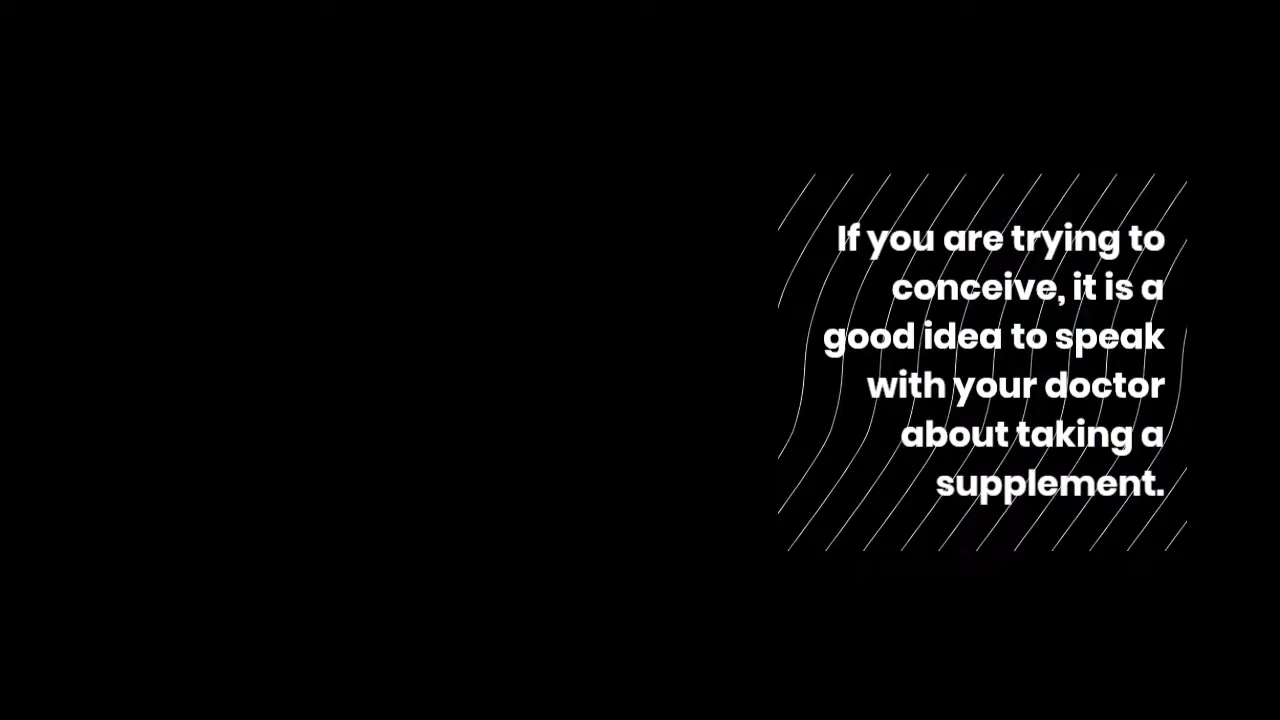 If you are trying to
conceive, it is a
good idea to speak
with your doctor
about taking a
supplement.